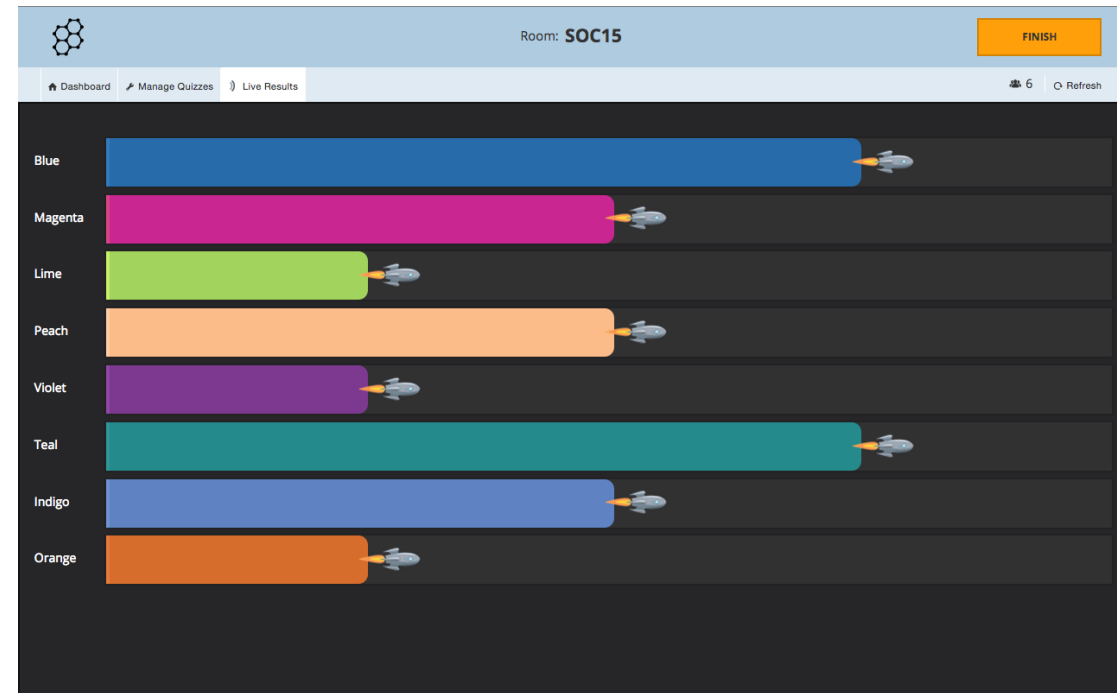 Room: SOC15
FINISH
Dashboard Manage Quizzes Live Results 6 Refresh
Blue
Magenta
Lime
Peach
Violet
Teal
Indigo
Orange